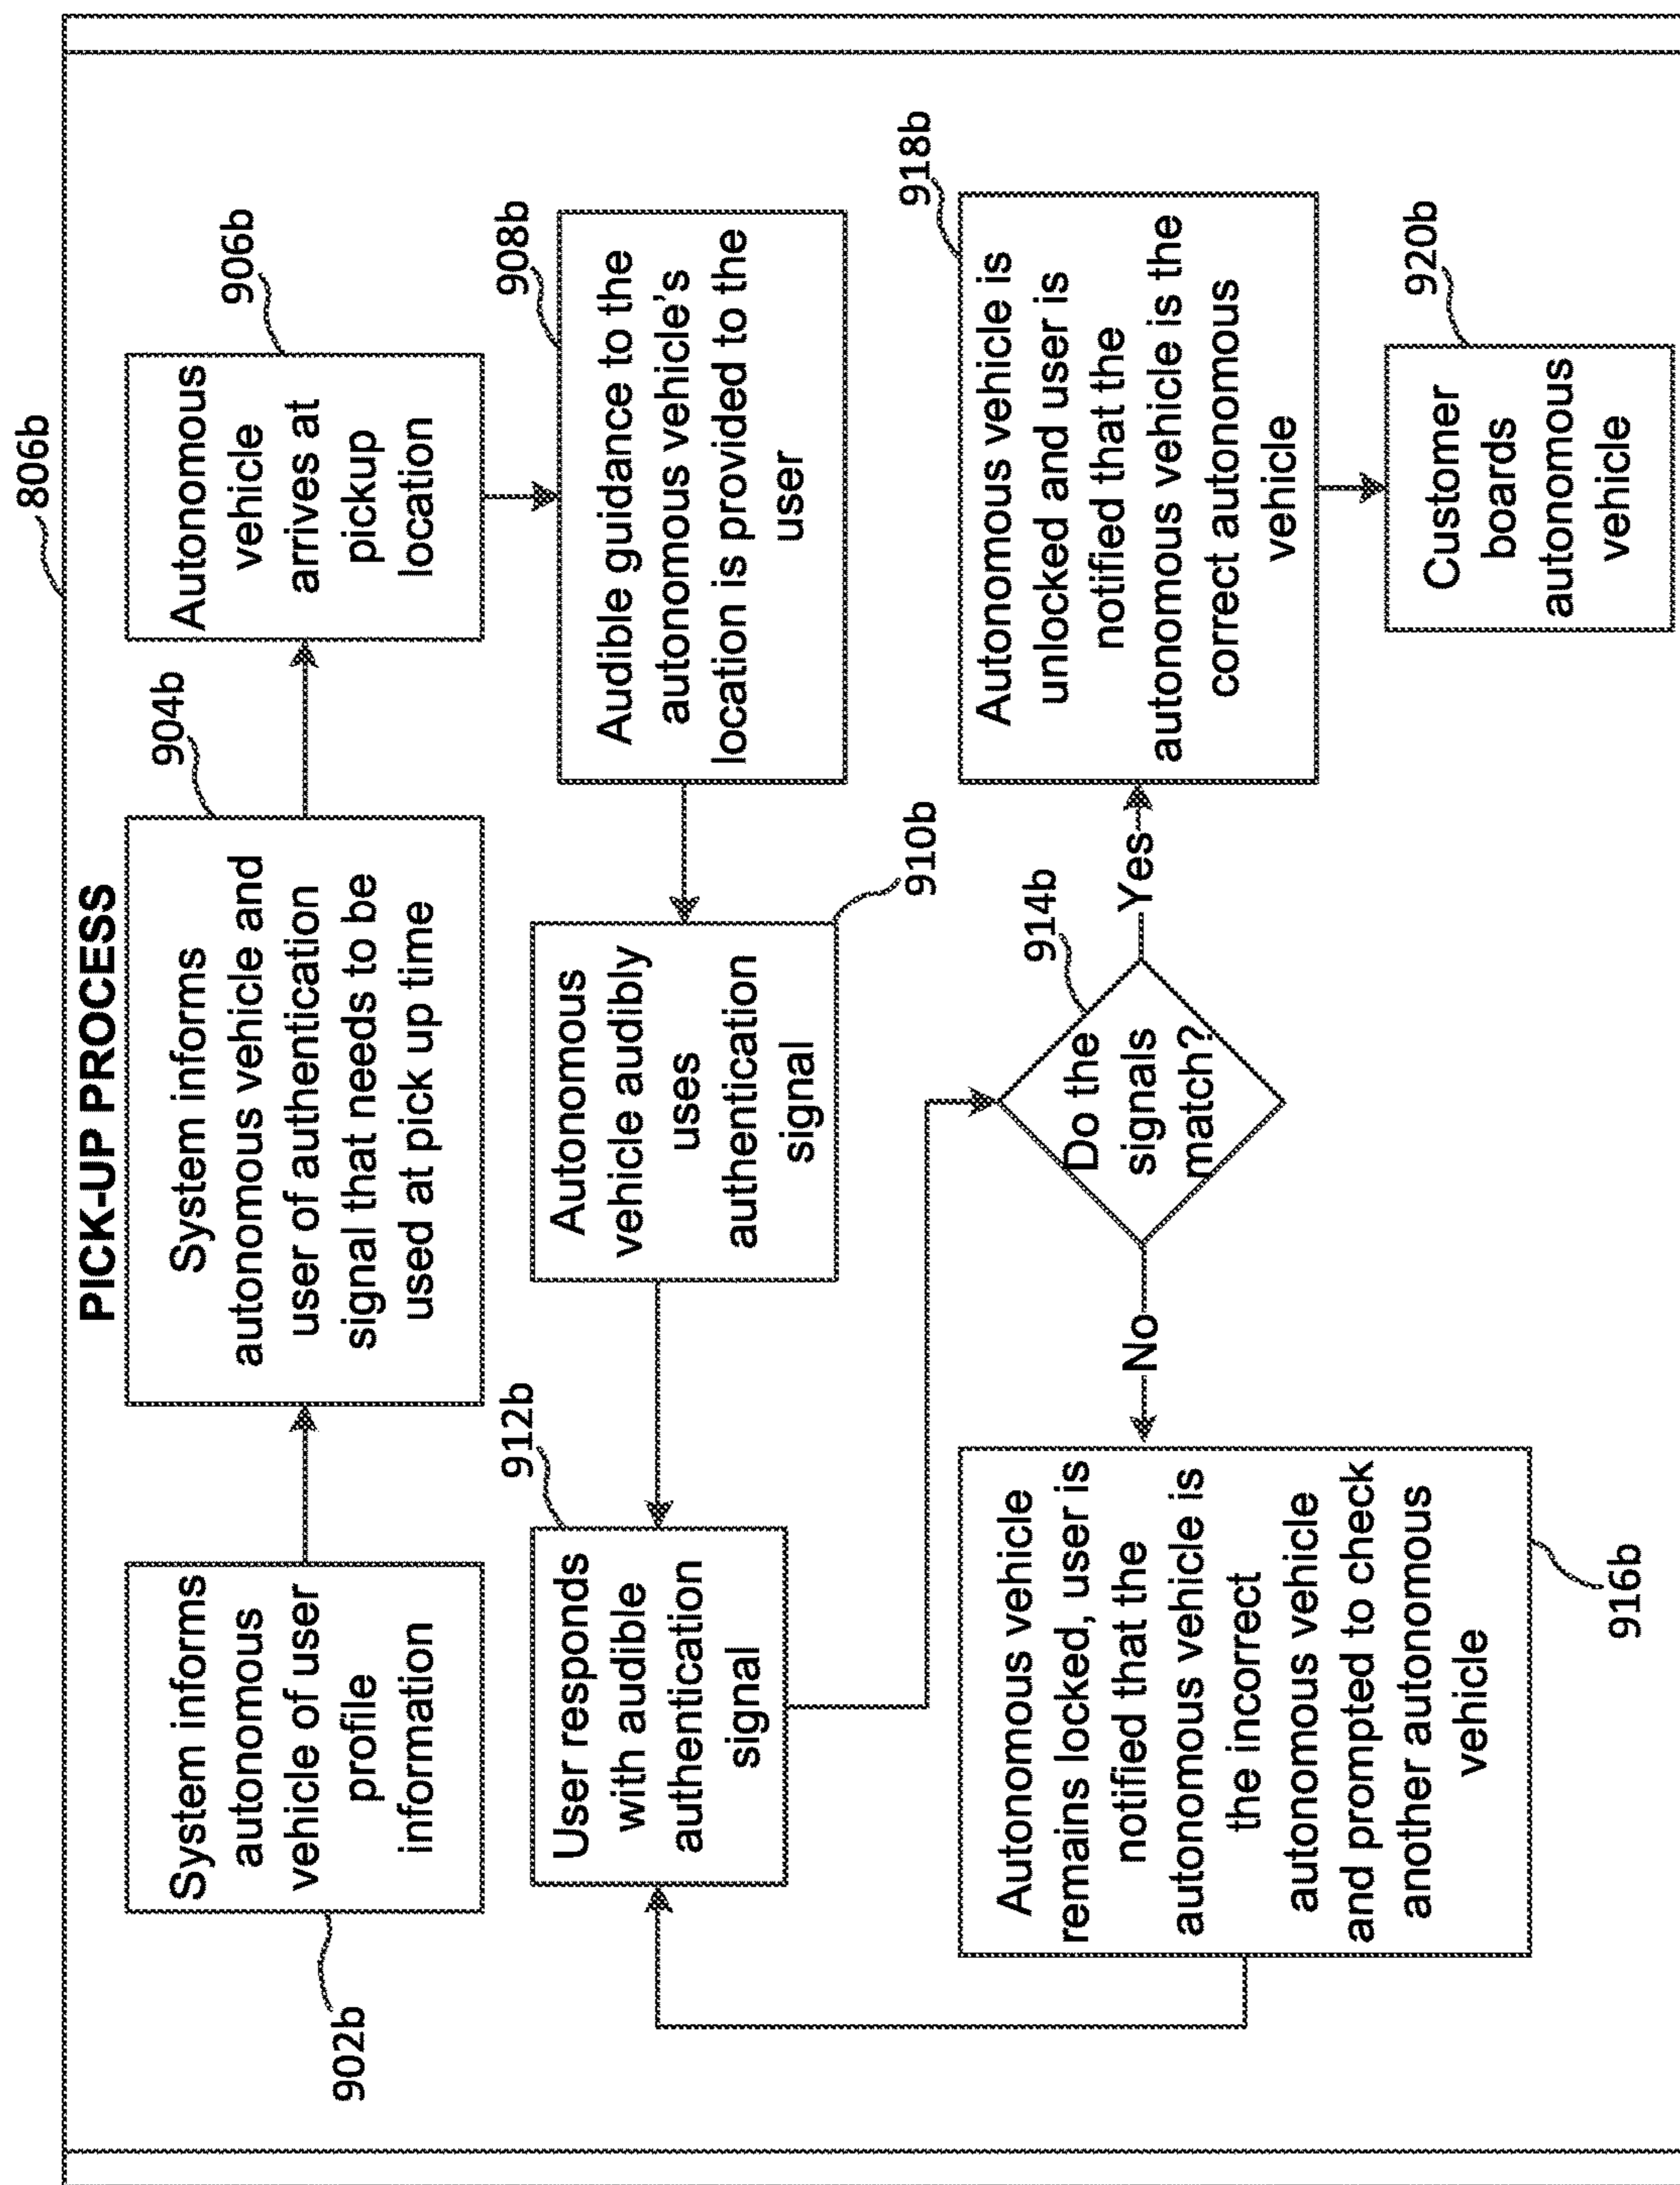 806b
PICK-UP PROCESS
902b
System informs
autonomous
vehicle of user
profile
information
904b
System informs
autonomous vehicle and
user of authentication
signal that needs to be
used at pick up time
906b
Autonomous
vehicle
arrives at
pickup
location
908b
Audible guidance to the
autonomous vehicle's
location is provided to the
user
910b
Autonomous
vehicle audibly
uses
authentication
signal
912b
User responds
with audible
authentication
signal
914b
Do the
signals
match?
No
Yes
916b
Autonomous vehicle
remains locked, user is
notified that the
autonomous vehicle is
the incorrect
autonomous vehicle
and prompted to check
another autonomous
vehicle
918b
Autonomous vehicle is
unlocked and user is
notified that the
autonomous vehicle is the
correct autonomous
vehicle
920b
Customer
boards
autonomous
vehicle